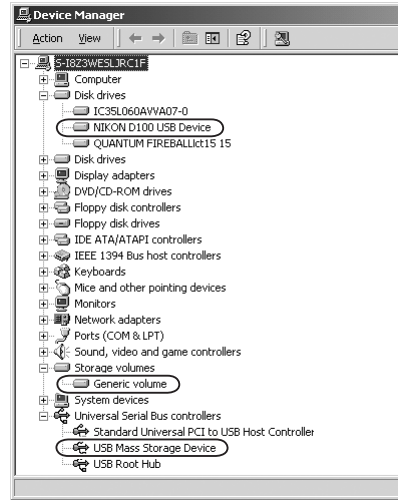 Device Manager
Action View
S-I8Z3WESLJRC1F
Computer
Disk drives
IC35L060AVVA07-0
NIKON D100 USB Device
QUANTUM FIREBALLlct15 15
Disk drives
Display adapters
DVD/CD-ROM drives
Floppy disk controllers
Floppy disk drives
IDE ATA/ATAPI controllers
IEEE 1394 Bus host controllers
Keyboards
Mice and other pointing devices
Monitors
Network adapters
Ports (COM & LPT)
Sound, video and game controllers
Storage volumes
Generic volume
System devices
Universal Serial Bus controllers
Standard Universal PCI to USB Host Controller
USB Mass Storage Device
USB Root Hub